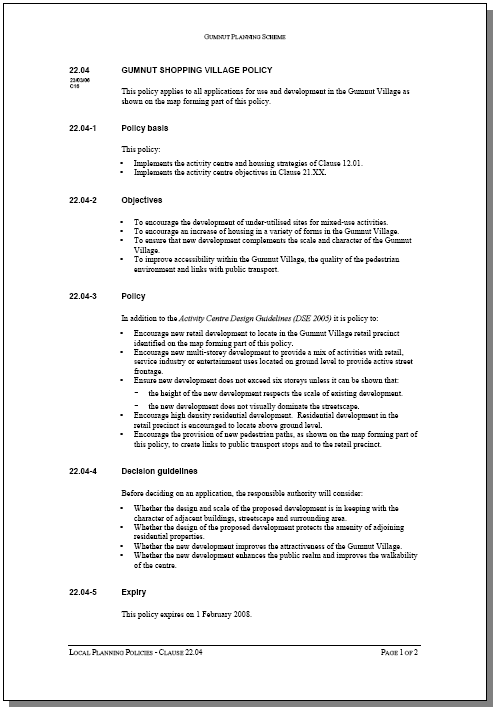 GUMNUT PLANNING SCHEME
22.04 GUMNUT SHOPPING VILLAGE POLICY
23/03/06
C16
This policy applies to all applications for use and development in the Gumnut Village as
shown on the map forming part of this policy.
22.04-1 Policy basis
This policy:
• Implements the activity centre and housing strategies of Clause 12.01.
• Implements the activity centre objectives in Clause 21.XX.
22.04-2 Objectives
• To encourage the development of under-utilised sites for mixed-use activities.
• To encourage an increase of housing in a variety of forms in the Gumnut Village.
• To ensure that new development complements the scale and character of the Gumnut
Village.
• To improve accessibility within the Gumnut Village, the quality of the pedestrian
environment and links with public transport.
22.04-3 Policy
In addition to the Activity Centre Design Guidelines (DSE 2005) it is policy to:
• Encourage new retail development to locate in the Gumnut Village retail precinct
identified on the map forming part of this policy.
• Encourage new multi-storey development to provide a mix of activities with retail,
service industry or entertainment uses located on ground level to provide active street
frontage.
• Ensure new development does not exceed six storeys unless it can be shown that:
- the height of the new development respects the scale of existing development.
- the new development does not visually dominate the streetscape.
• Encourage high density residential development. Residential development in the
retail precinct is encouraged to locate above ground level.
• Encourage the provision of new pedestrian paths, as shown on the map forming part of
this policy, to create links to public transport stops and to the retail precinct.
22.04-4 Decision guidelines
Before deciding on an application, the responsible authority will consider:
• Whether the design and scale of the proposed development is in keeping with the
character of adjacent buildings, streetscape and surrounding area.
• Whether the design of the proposed development protects the amenity of adjoining
residential properties.
• Whether the new development improves the attractiveness of the Gumnut Village.
• Whether the new development enhances the public realm and improves the walkability
of the centre.
22.04-5 Expiry
This policy expires on 1 February 2008.
LOCAL PLANNING POLICIES - CLAUSE 22.04 PAGE 1 OF 2